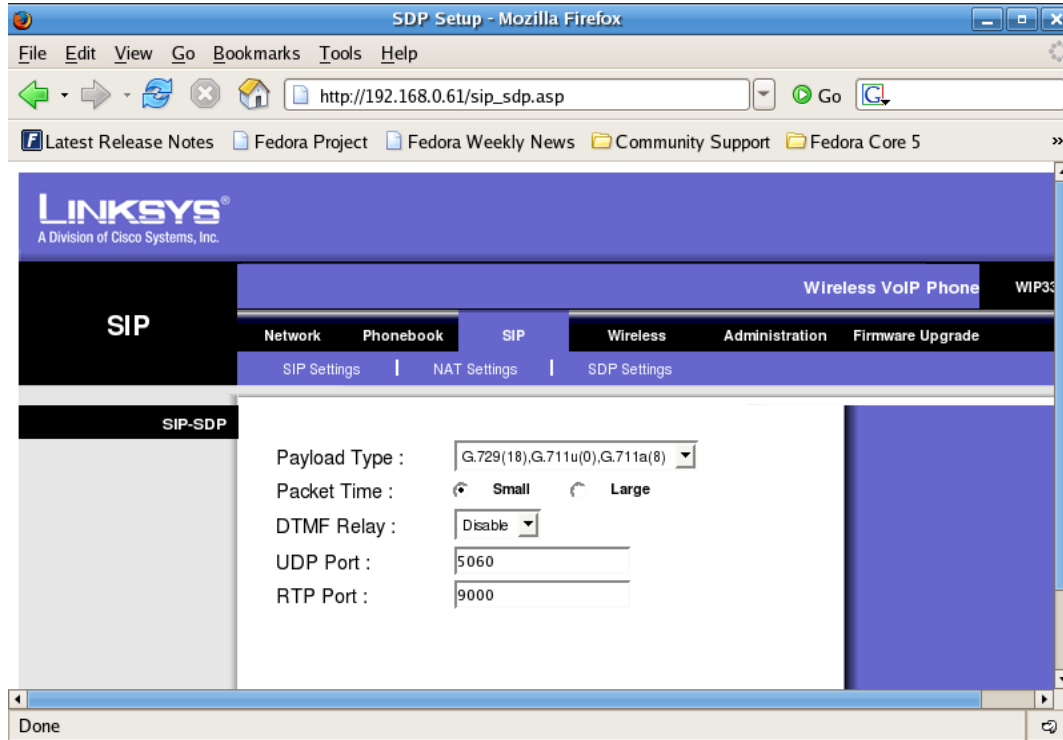 SDP Setup - Mozilla Firefox
File Edit View Go Bookmarks Tools Help
http://192.168.0.61/sip_sdp.asp Go G
Latest Release Notes Fedora Project Fedora Weekly News Community Support Fedora Core 5 »
LINKSYS®
A Division of Cisco Systems, Inc.
Wireless VoIP Phone WIP33
SIP
Network Phonebook SIP Wireless Administration Firmware Upgrade
SIP Settings | NAT Settings | SDP Settings
SIP-SDP
Payload Type : G.729(18),G.711u(0),G.711a(8)
Packet Time : Small Large
DTMF Relay : Disable
UDP Port : 5060
RTP Port : 9000
Done